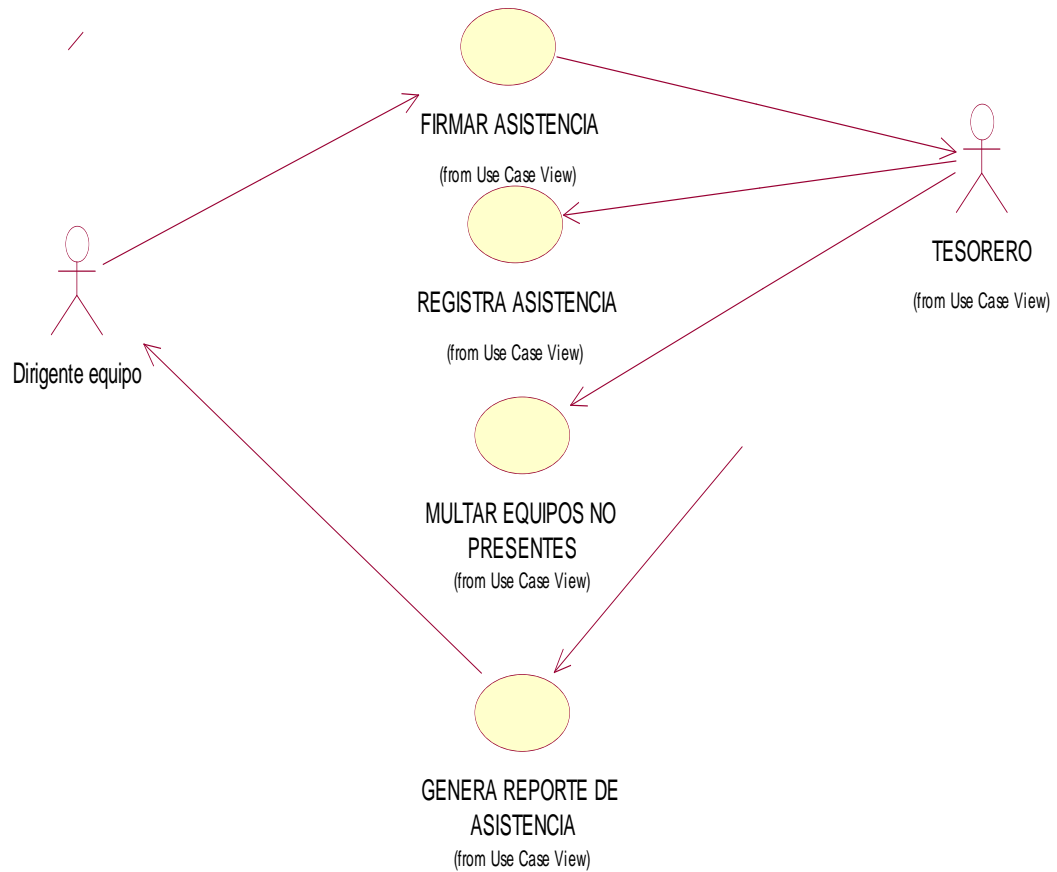 FIRMAR ASISTENCIA
(from Use Case View)
TESORERO
(from Use Case View)
REGISTRA ASISTENCIA
(from Use Case View)
Dirigente equipo
MULTAR EQUIPOS NO
PRESENTES
(from Use Case View)
GENERA REPORTE DE
ASISTENCIA
(from Use Case View)